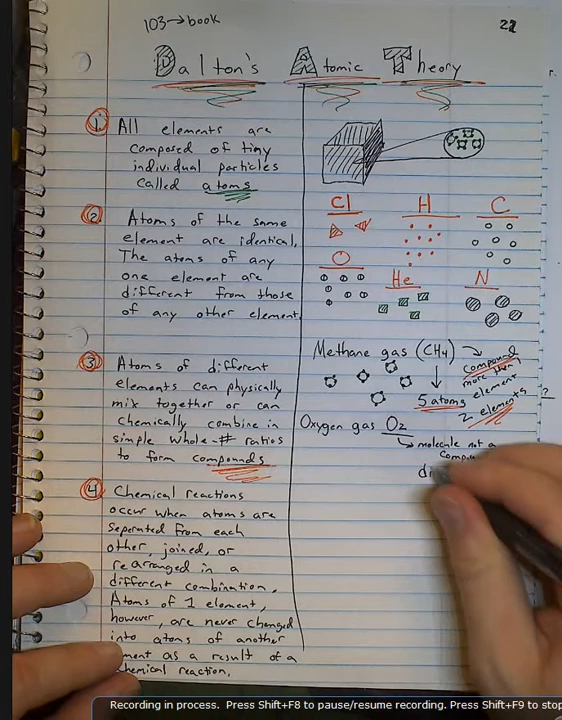 103→book
22
Dalton's Atomic Theory
1 All elements are
composed of tiny
individual particles
called atoms
2 Atoms of the same
element are identical.
The atoms of any
one element are
different from those
of any other element.
3 Atoms of different
elements can physically
mix together or can
chemically combine in
simple whole-# ratios
to form compounds
4 Chemical reactions
occur when atoms are
seperated from each
other, joined, or
rearranged in a
different combination.
Atoms of 1 element,
however, are never changed
into atoms of another
ment as a result of a
chemical reaction.
Cl H C
O He N
Methane gas (CH4) → Compound
more then 1
element
2 elements
5 atoms
Oxygen gas O2
→ molecule not a
Compou
di
Recording in process. Press Shift+F8 to pause/resume recording. Press Shift+F9 to stop